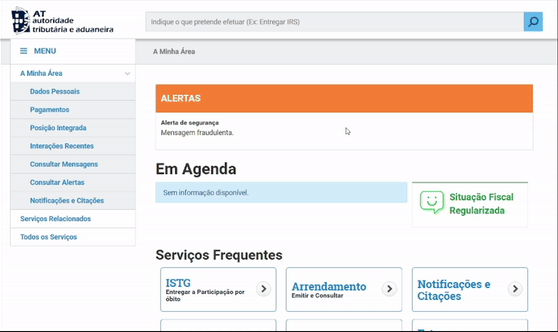 AT
autoridade
tributária e aduaneira
Indique o que pretende efetuar (Ex: Entregar IRS)
MENU
A Minha Área
A Minha Área
Dados Pessoais
Pagamentos
Posição Integrada
Interações Recentes
Consultar Mensagens
Consultar Alertas
Notificações e Citações
Serviços Relacionados
Todos os Serviços
ALERTAS
Alerta de segurança
Mensagem fraudulenta.
Em Agenda
Sem informação disponível.
Situação Fiscal
Regularizada
Serviços Frequentes
ISTG
Entregar a Participação por
óbito
Arrendamento
Emitir e Consultar
Notificações e
Citações